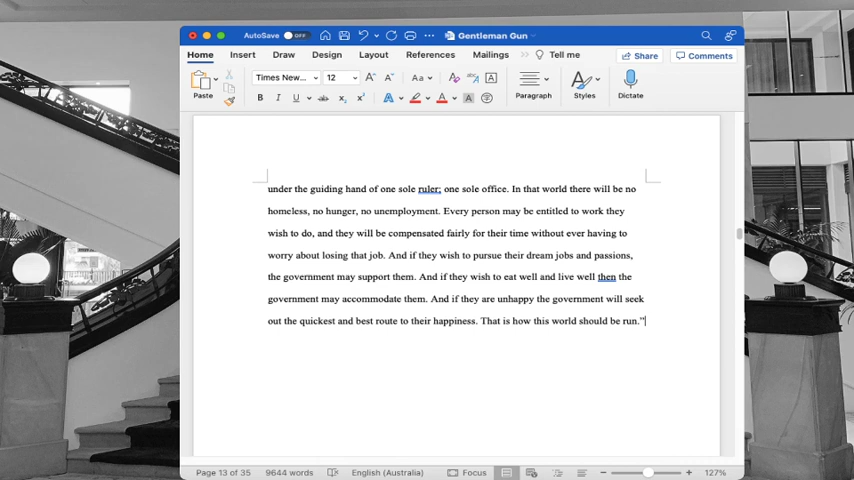 AutoSave OFF
Gentleman Gun
Home Insert Draw Design Layout References Mailings >> Tell me
Share Comments
Paste
Times New... 12
Paragraph Styles Dictate
under the guiding hand of one sole ruler; one sole office. In that world there will be no
homeless, no hunger, no unemployment. Every person may be entitled to work they
wish to do, and they will be compensated fairly for their time without ever having to
worry about losing that job. And if they wish to pursue their dream jobs and passions,
the government may support them. And if they wish to eat well and live well then the
government may accommodate them. And if they are unhappy the government will seek
out the quickest and best route to their happiness. That is how this world should be run.”
Page 13 of 35 9644 words English (Australia) Focus 127%